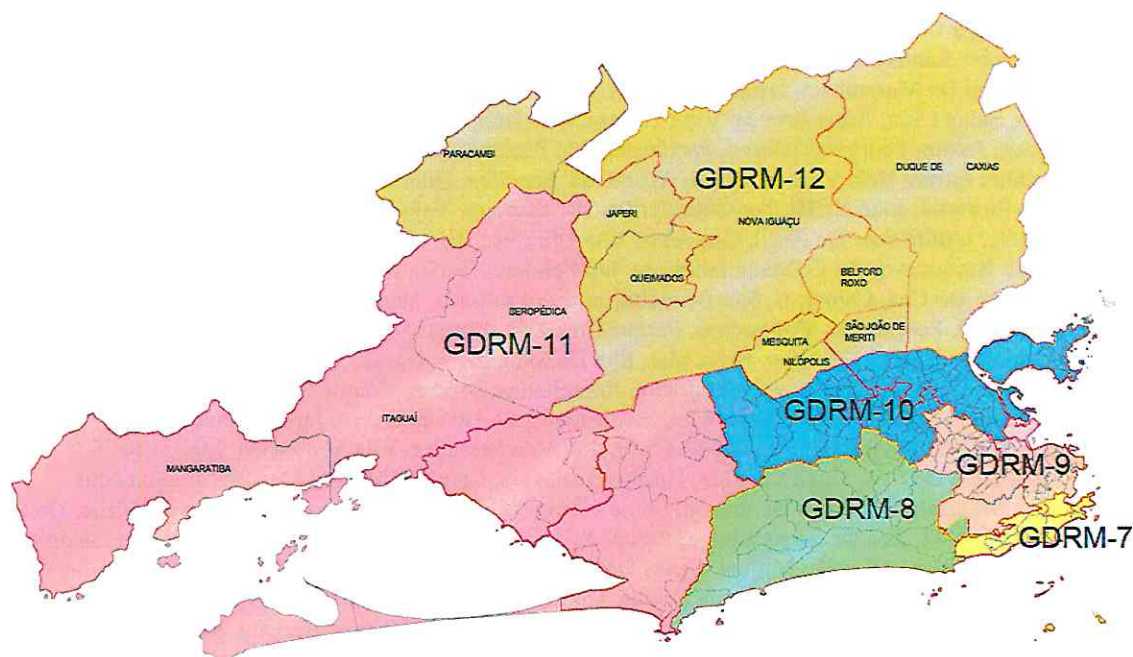 PARACAMBI
DUQUE DE CAXIAS
GDRM-12
JAPERI
NOVA IGUAÇU
QUEIMADOS
BELFORD
ROXO
SEROPÉDICA
SÃO JOÃO DE
MERITI
GDRM-11
MESQUITA
NILÓPOLIS
GDRM-10
ITAGUAÍ
MANGARATIBA
GDRM-9
GDRM-8
GDRM-7